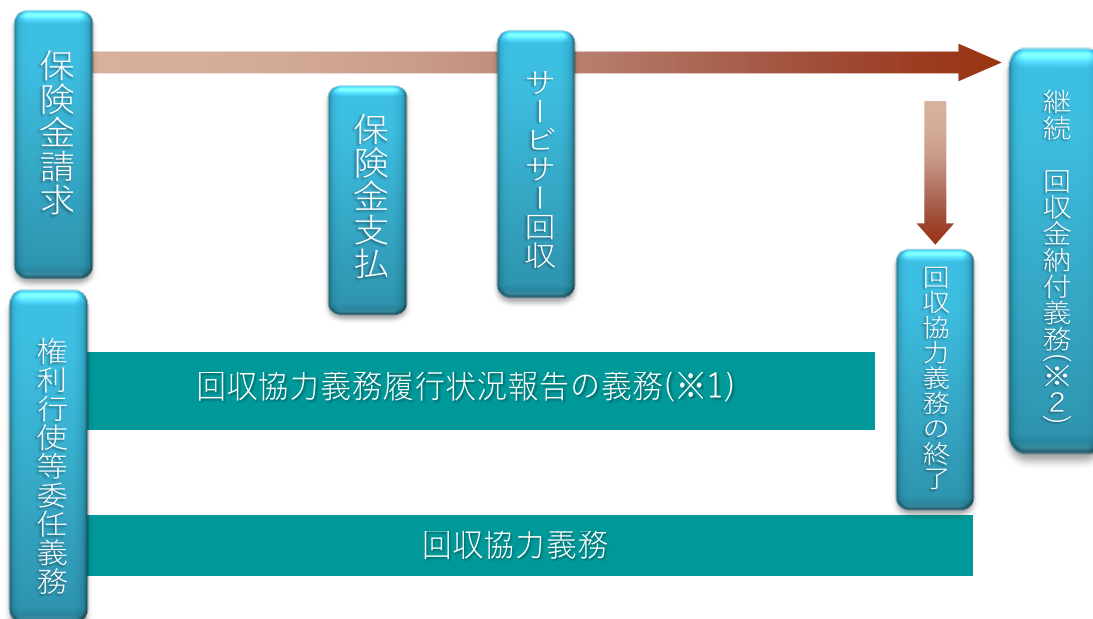 保険金請求
保険金支払
サービサー回収
継続　回収金納付義務(※2)
回収協力義務の終了
権利行使等委任義務
回収協力義務履行状況報告の義務(※1)
回収協力義務